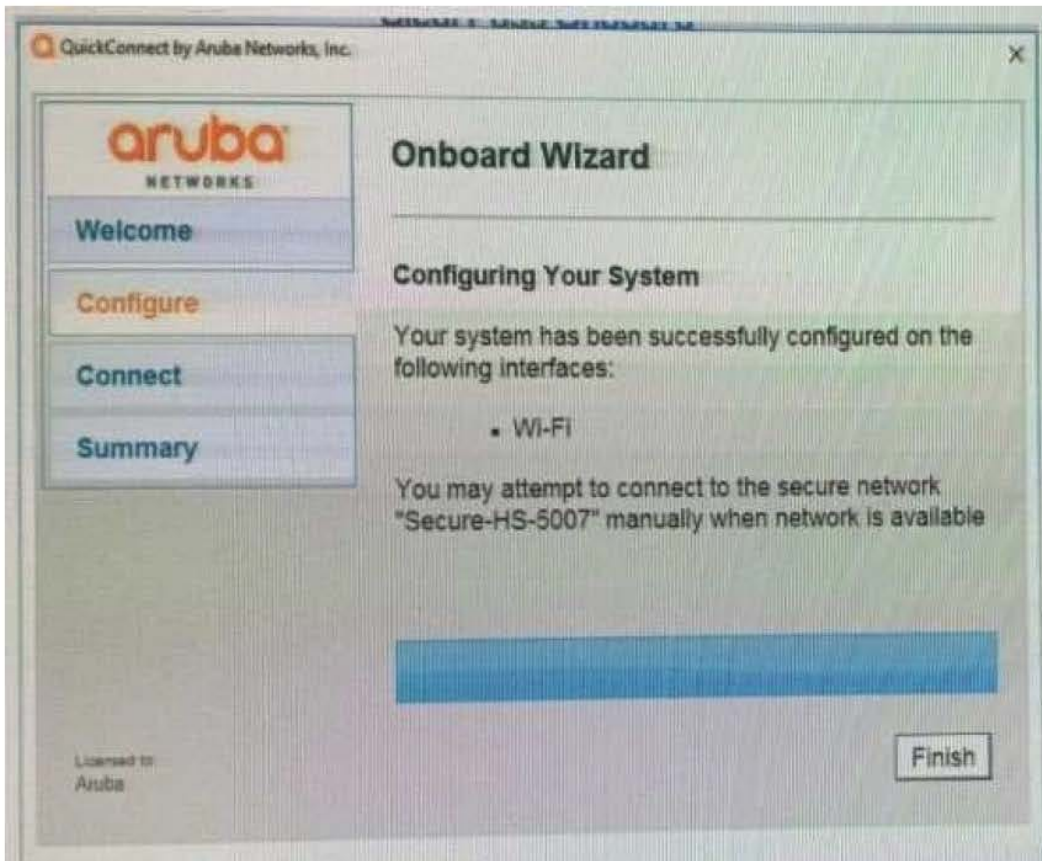 QuickConnect by Aruba Networks, Inc.
aruba
NETWORKS
Welcome
Configure
Connect
Summary
Licensed to:
Aruba
Onboard Wizard
Configuring Your System
Your system has been successfully configured on the
following interfaces:
• Wi-Fi
You may attempt to connect to the secure network
"Secure-HS-5007" manually when network is available
Finish